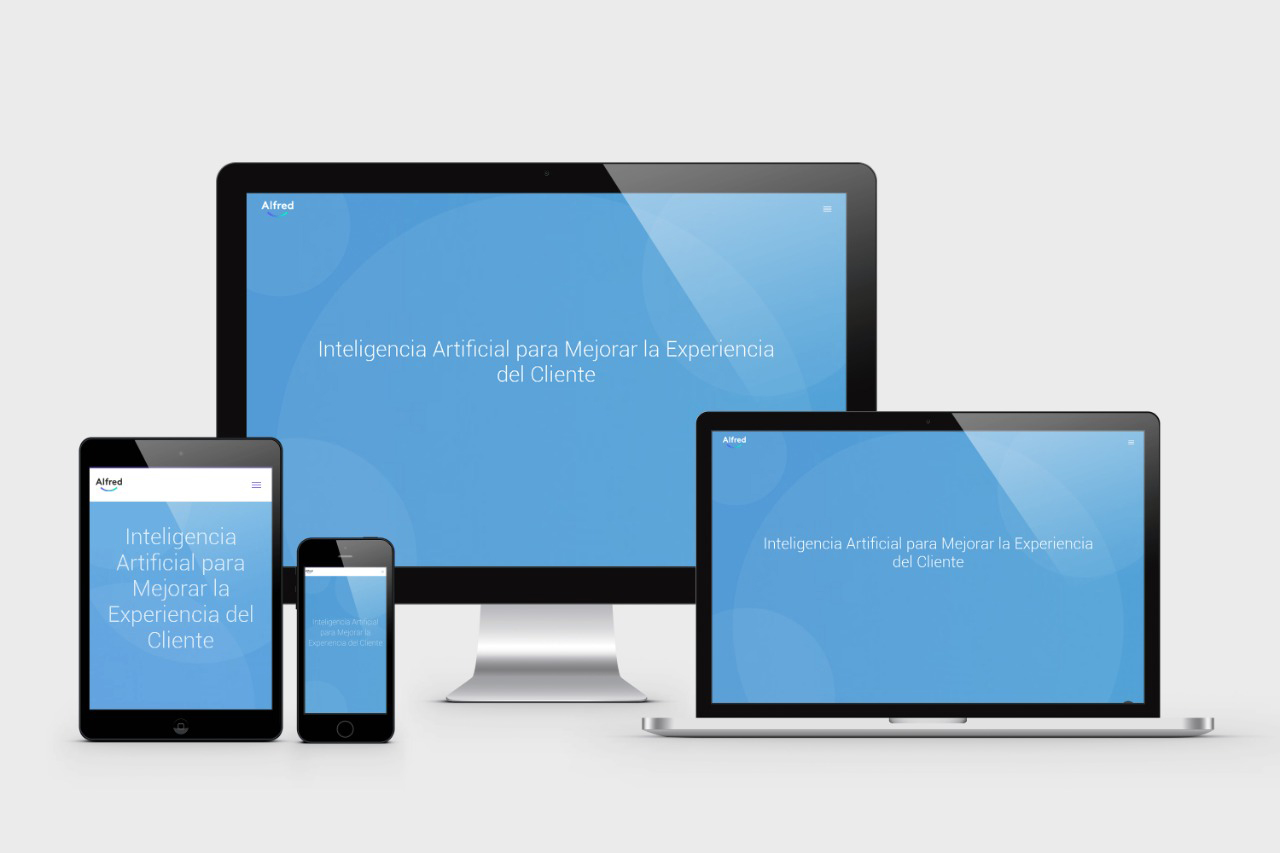 Alfred
Inteligencia Artificial para Mejorar la Experiencia
del Cliente
Alfred
Inteligencia Artificial para Mejorar la Experiencia
del Cliente
Alfred
Inteligencia
Artificial para
Mejorar la
Experiencia del
Cliente
Alfred
Inteligencia Artificial
para Mejorar la
Experiencia del Cliente